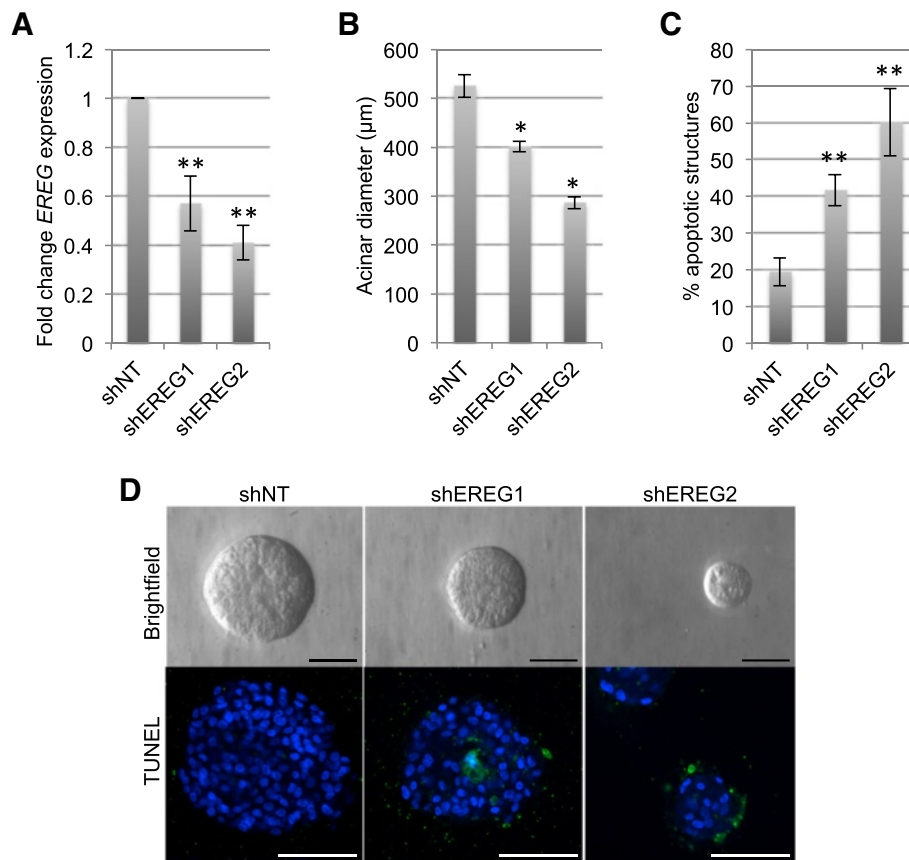 A
B
C
Fold change EREG expression
1.2
1
0.8
0.6
0.4
0.2
0
**
**
shNT
shEREG1
shEREG2
Acinar diameter (µm)
600
500
400
300
200
100
0
*
*
shNT
shEREG1
shEREG2
% apoptotic structures
80
70
60
50
40
30
20
10
0
**
**
shNT
shEREG1
shEREG2
D
shNT
shEREG1
shEREG2
Brightfield
TUNEL